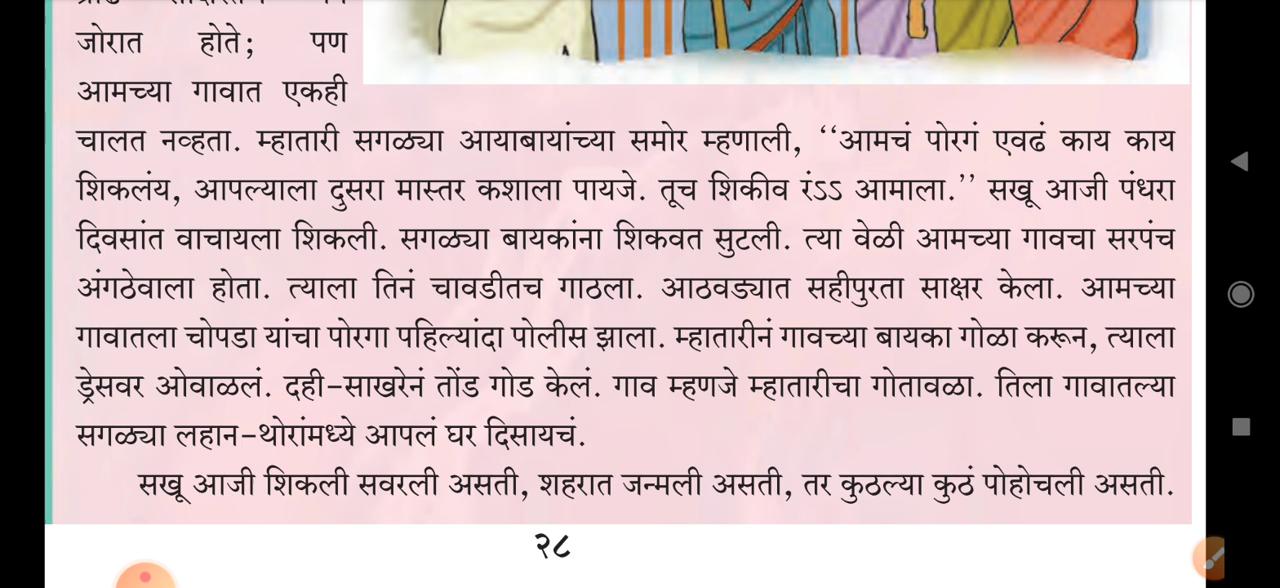 जोरात होते; पण
आमच्या गावात एकही
चालत नव्हता. म्हातारी सगळ्या आयाबायांच्या समोर म्हणाली, ‘‘आमचं पोरगं एवढं काय काय
शिकलंय, आपल्याला दुसरा मास्तर कशाला पायजे. तूच शिकीव रंऽऽ आमाला.’’ सखू आजी पंधरा
दिवसांत वाचायला शिकली. सगळ्या बायकांना शिकवत सुटली. त्या वेळी आमच्या गावचा सरपंच
अंगठेवाला होता. त्याला तिनं चावडीतच गाठला. आठवड्यात सहीपुरता साक्षर केला. आमच्या
गावातला चोपडा यांचा पोरगा पहिल्यांदा पोलीस झाला. म्हातारीनं गावच्या बायका गोळा करून, त्याला
ड्रेसवर ओवाळलं. दही-साखरेनं तोंड गोड केलं. गाव म्हणजे म्हातारीचा गोतावळा. तिला गावातल्या
सगळ्या लहान-थोरांमध्ये आपलं घर दिसायचं.
सखू आजी शिकली सवरली असती, शहरात जन्मली असती, तर कुठल्या कुठं पोहोचली असती.
२८